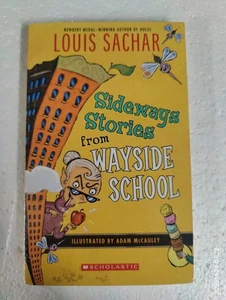 NEWBERY MEDAL-WINNING AUTHOR OF HOLES
LOUIS SACHAR
Sideways
Stories
from
WAYSIDE
SCHOOL
ILLUSTRATED BY ADAM McCAULEY
SCHOLASTIC